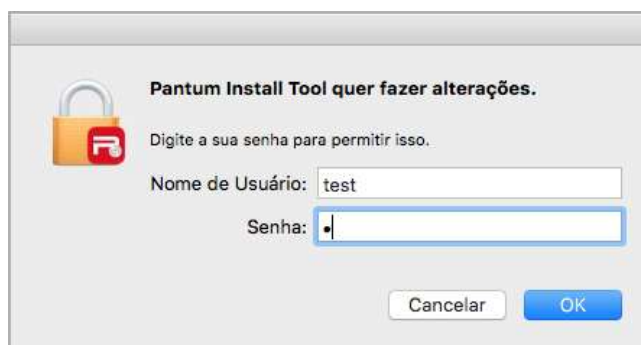 Pantum Install Tool quer fazer alterações.
Digite a sua senha para permitir isso.
Nome de Usuário: test
Senha: •
Cancelar OK